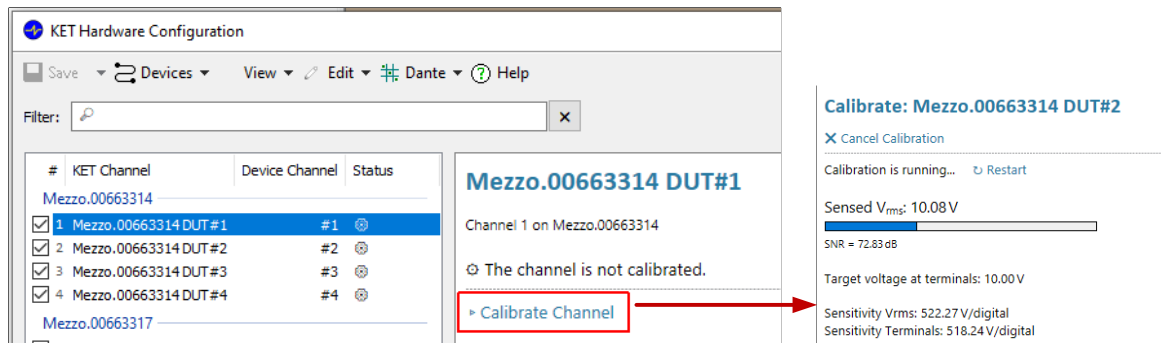 KET Hardware Configuration
Save Devices View Edit Dante ? Help
Filter:
# KET Channel Device Channel Status
Mezzo.00663314
1 Mezzo.00663314 DUT#1 #1
2 Mezzo.00663314 DUT#2 #2
3 Mezzo.00663314 DUT#3 #3
4 Mezzo.00663314 DUT#4 #4
Mezzo.00663317
Mezzo.00663314 DUT#1
Channel 1 on Mezzo.00663314
The channel is not calibrated.
Calibrate Channel
Calibrate: Mezzo.00663314 DUT#2
Cancel Calibration
Calibration is running... Restart
Sensed Vrms: 10.08 V
SNR = 72.83 dB
Target voltage at terminals: 10.00 V
Sensitivity Vrms: 522.27 V/digital
Sensitivity Terminals: 518.24 V/digital